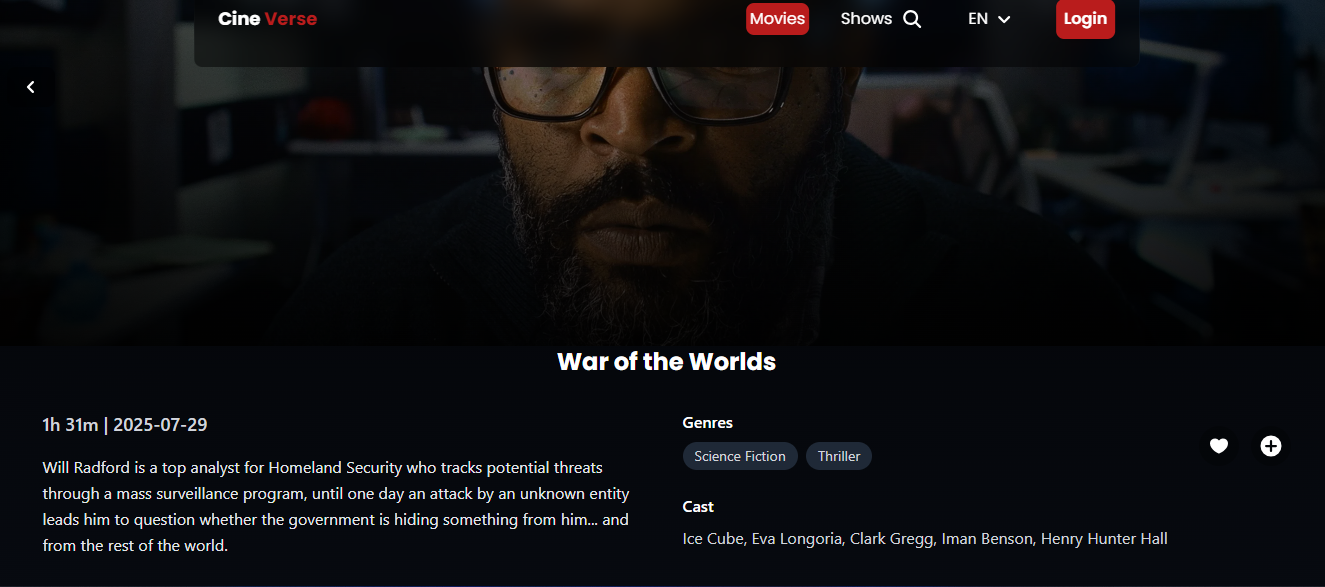 Cine Verse
Movies
Shows
EN
Login
War of the Worlds
1h 31m | 2025-07-29
Will Radford is a top analyst for Homeland Security who tracks potential threats
through a mass surveillance program, until one day an attack by an unknown entity
leads him to question whether the government is hiding something from him... and
from the rest of the world.
Genres
Science Fiction
Thriller
Cast
Ice Cube, Eva Longoria, Clark Gregg, Iman Benson, Henry Hunter Hall